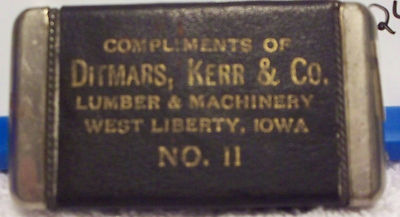 COMPLIMENTS OF
DITMARS, KERR & CO.
LUMBER & MACHINERY
WEST LIBERTY, IOWA
NO. 11